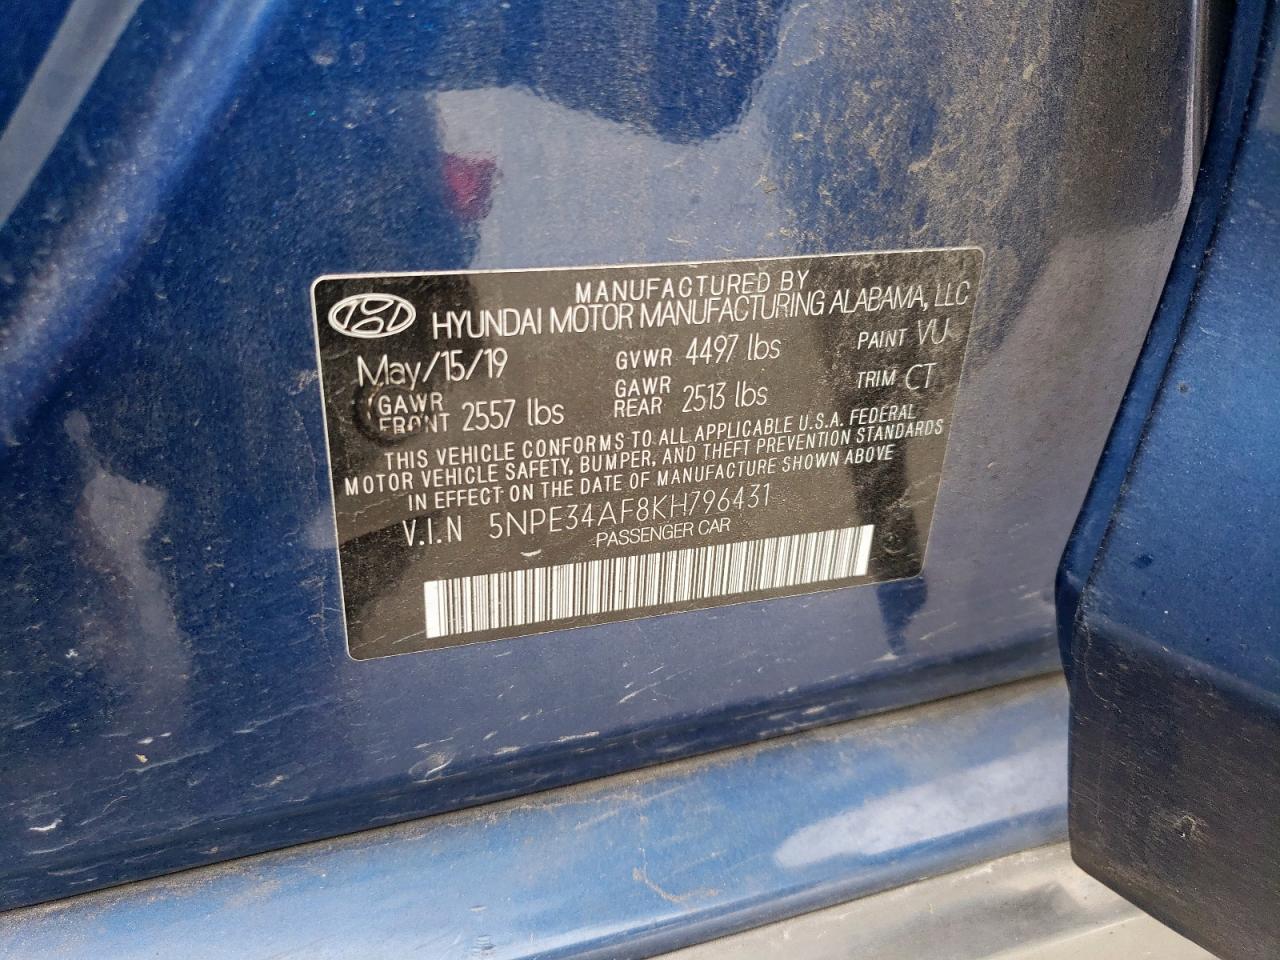 MANUFACTURED BY
HYUNDAI MOTOR MANUFACTURING ALABAMA, LLC
May/15/19 GVWR 4497 lbs PAINT VU
GAWR FRONT 2557 lbs GAWR REAR 2513 lbs TRIM CT
THIS VEHICLE CONFORMS TO ALL APPLICABLE U.S.A. FEDERAL
MOTOR VEHICLE SAFETY, BUMPER, AND THEFT PREVENTION STANDARDS
IN EFFECT ON THE DATE OF MANUFACTURE SHOWN ABOVE
V.I.N 5NPE34AF8KH796431
PASSENGER CAR